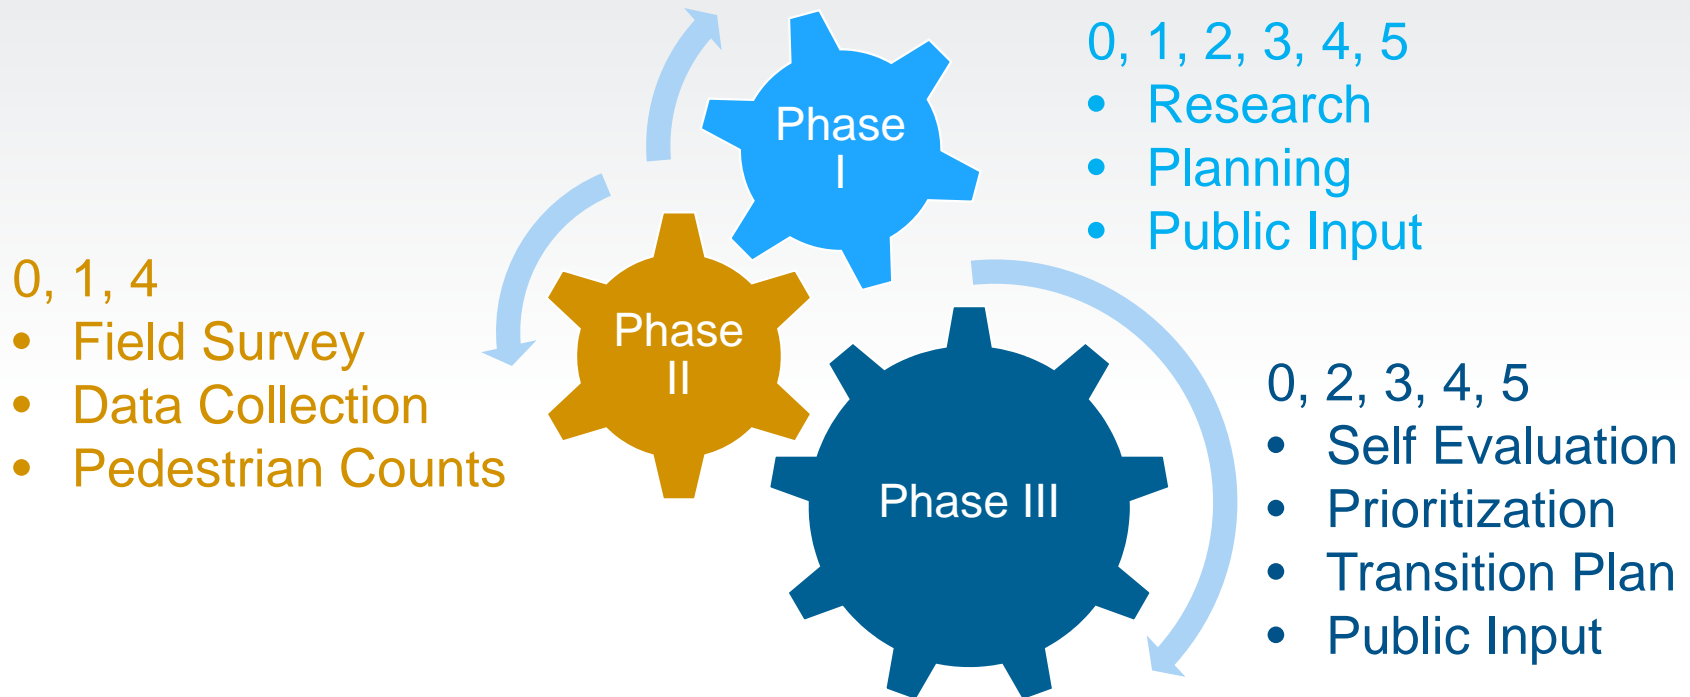 Phase
I
0, 1, 2, 3, 4, 5
• Research
• Planning
• Public Input
0, 1, 4
• Field Survey
• Data Collection
• Pedestrian Counts
Phase
II
Phase III
0, 2, 3, 4, 5
• Self Evaluation
• Prioritization
• Transition Plan
• Public Input